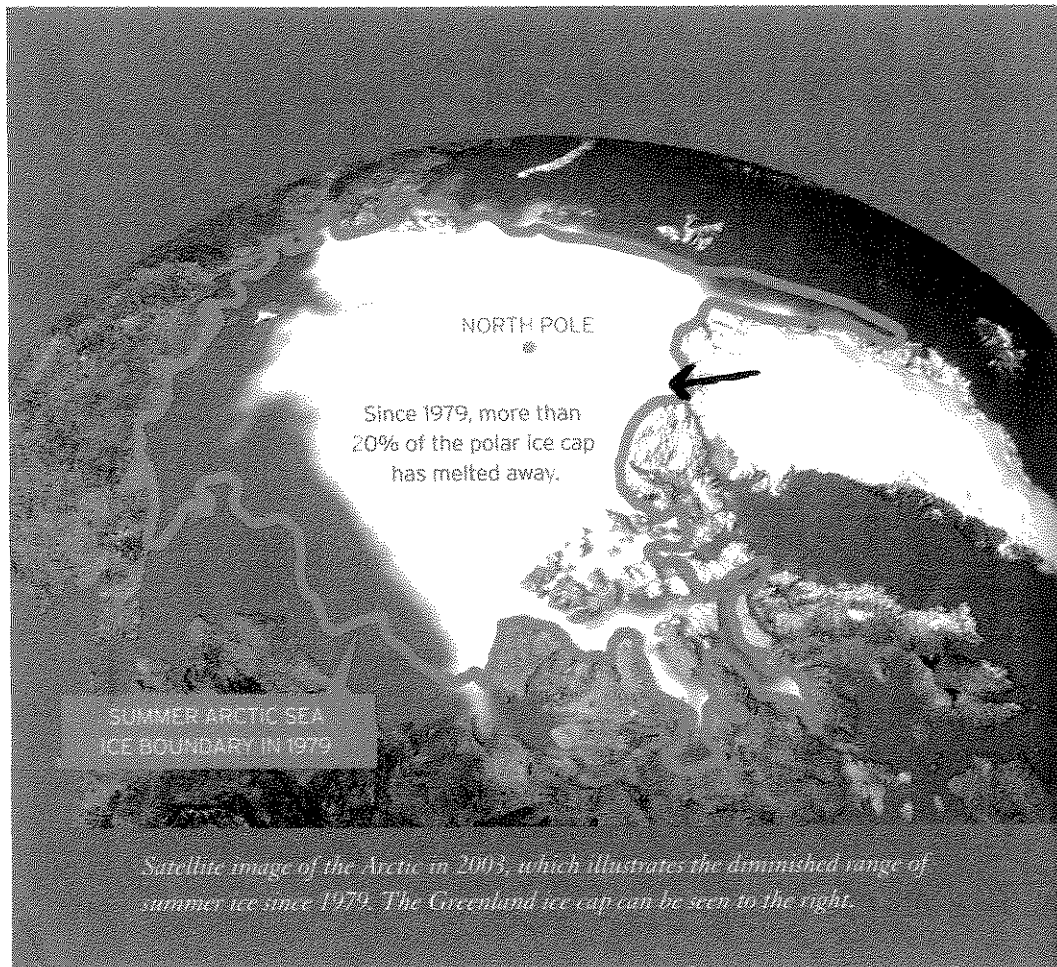 NORTH POLE
Since 1979, more than
20% of the polar ice cap
has melted away.
SUMMER ARCTIC SEA
ICE BOUNDARY IN 1979
Satellite image of the Arctic in 2003, which illustrates the diminished range of
summer ice since 1979. The Greenland ice cap can be seen to the right.